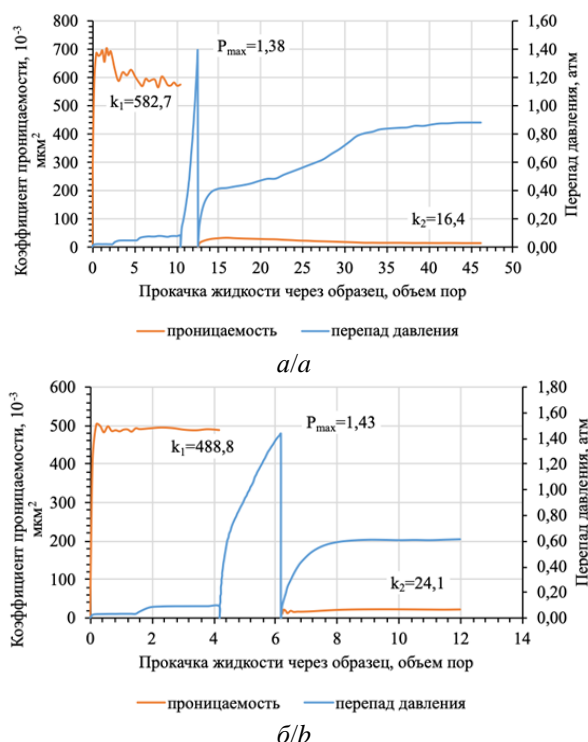 Коэффициент проницаемости, 10⁻³
мкм²
800
700
600
500
400
300
200
100
0
Pmax=1,38
k₁=582,7
k₂=16,4
1,60
1,40
1,20
1,00
0,80
0,60
0,40
0,20
0,00
Перепад давления, атм
0 5 10 15 20 25 30 35 40 45 50
Прокачка жидкости через образец, объем пор
проницаемость перепад давления
а/a
Коэффициент проницаемости, 10⁻³
мкм²
600
500
400
300
200
100
0
Pmax=1,43
k₁=488,8
k₂=24,1
1,80
1,60
1,40
1,20
1,00
0,80
0,60
0,40
0,20
0,00
Перепад давления, атм
0 2 4 6 8 10 12 14
Прокачка жидкости через образец, объем пор
проницаемость перепад давления
б/b